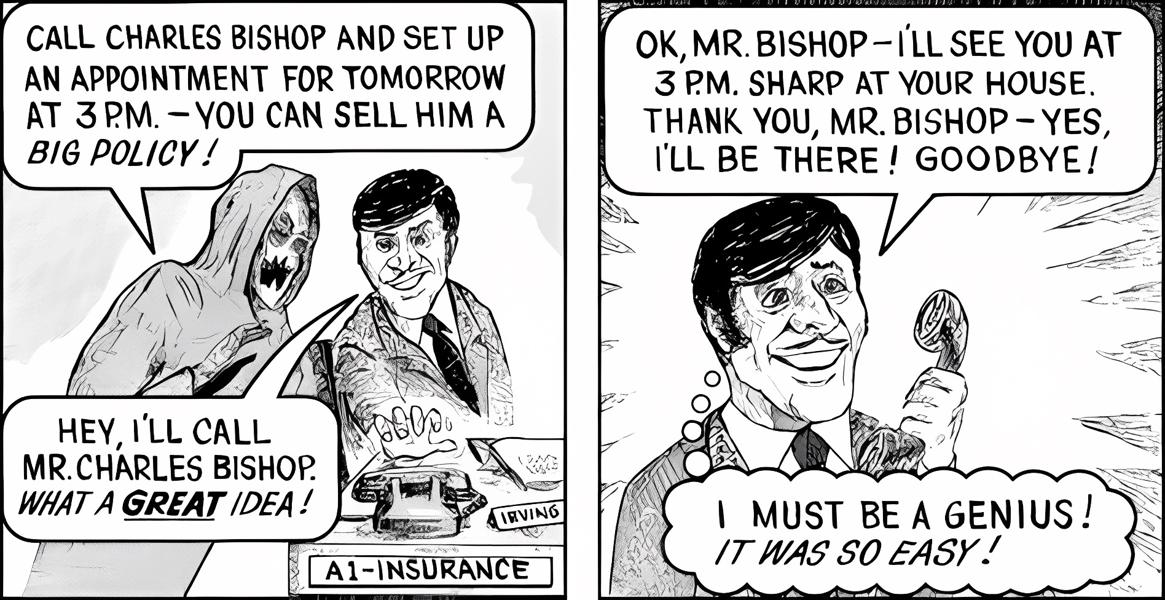 CALL CHARLES BISHOP AND SET UP
AN APPOINTMENT FOR TOMORROW
AT 3 P.M. – YOU CAN SELL HIM A
BIG POLICY!
HEY, I'LL CALL
MR. CHARLES BISHOP.
WHAT A GREAT IDEA!
IRVING
A1-INSURANCE
OK, MR. BISHOP – I'LL SEE YOU AT
3 P.M. SHARP AT YOUR HOUSE.
THANK YOU, MR. BISHOP – YES,
I'LL BE THERE! GOODBYE!
I MUST BE A GENIUS!
IT WAS SO EASY!